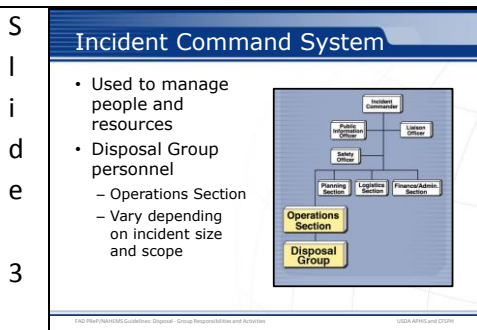 Slide 3
Incident Command System
• Used to manage
people and
resources
• Disposal Group
personnel
– Operations Section
– Vary depending
on incident size
and scope
Incident
Commander
Public
Information
Officer
Liaison
Officer
Safety
Officer
Planning
Section
Logistics
Section
Finance/Admin.
Section
Operations
Section
Disposal
Group
FAD PReP/NAHEMS Guidelines: Disposal - Group Responsibilities and Activities
USDA APHIS and CFSPH